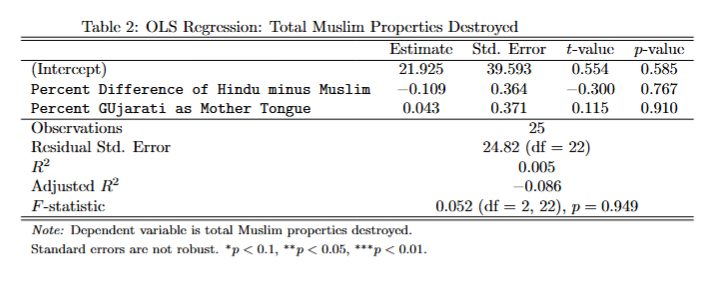 Table 2: OLS Regression: Total Muslim Properties Destroyed
Estimate Std. Error t-value p-value
(Intercept) 21.925 39.593 0.554 0.585
Percent Difference of Hindu minus Muslim −0.109 0.364 −0.300 0.767
Percent GUjarati as Mother Tongue 0.043 0.371 0.115 0.910
Observations 25
Residual Std. Error 24.82 (df = 22)
R² 0.005
Adjusted R² −0.086
F-statistic 0.052 (df = 2, 22), p = 0.949
Note: Dependent variable is total Muslim properties destroyed.
Standard errors are not robust. *p < 0.1, **p < 0.05, ***p < 0.01.